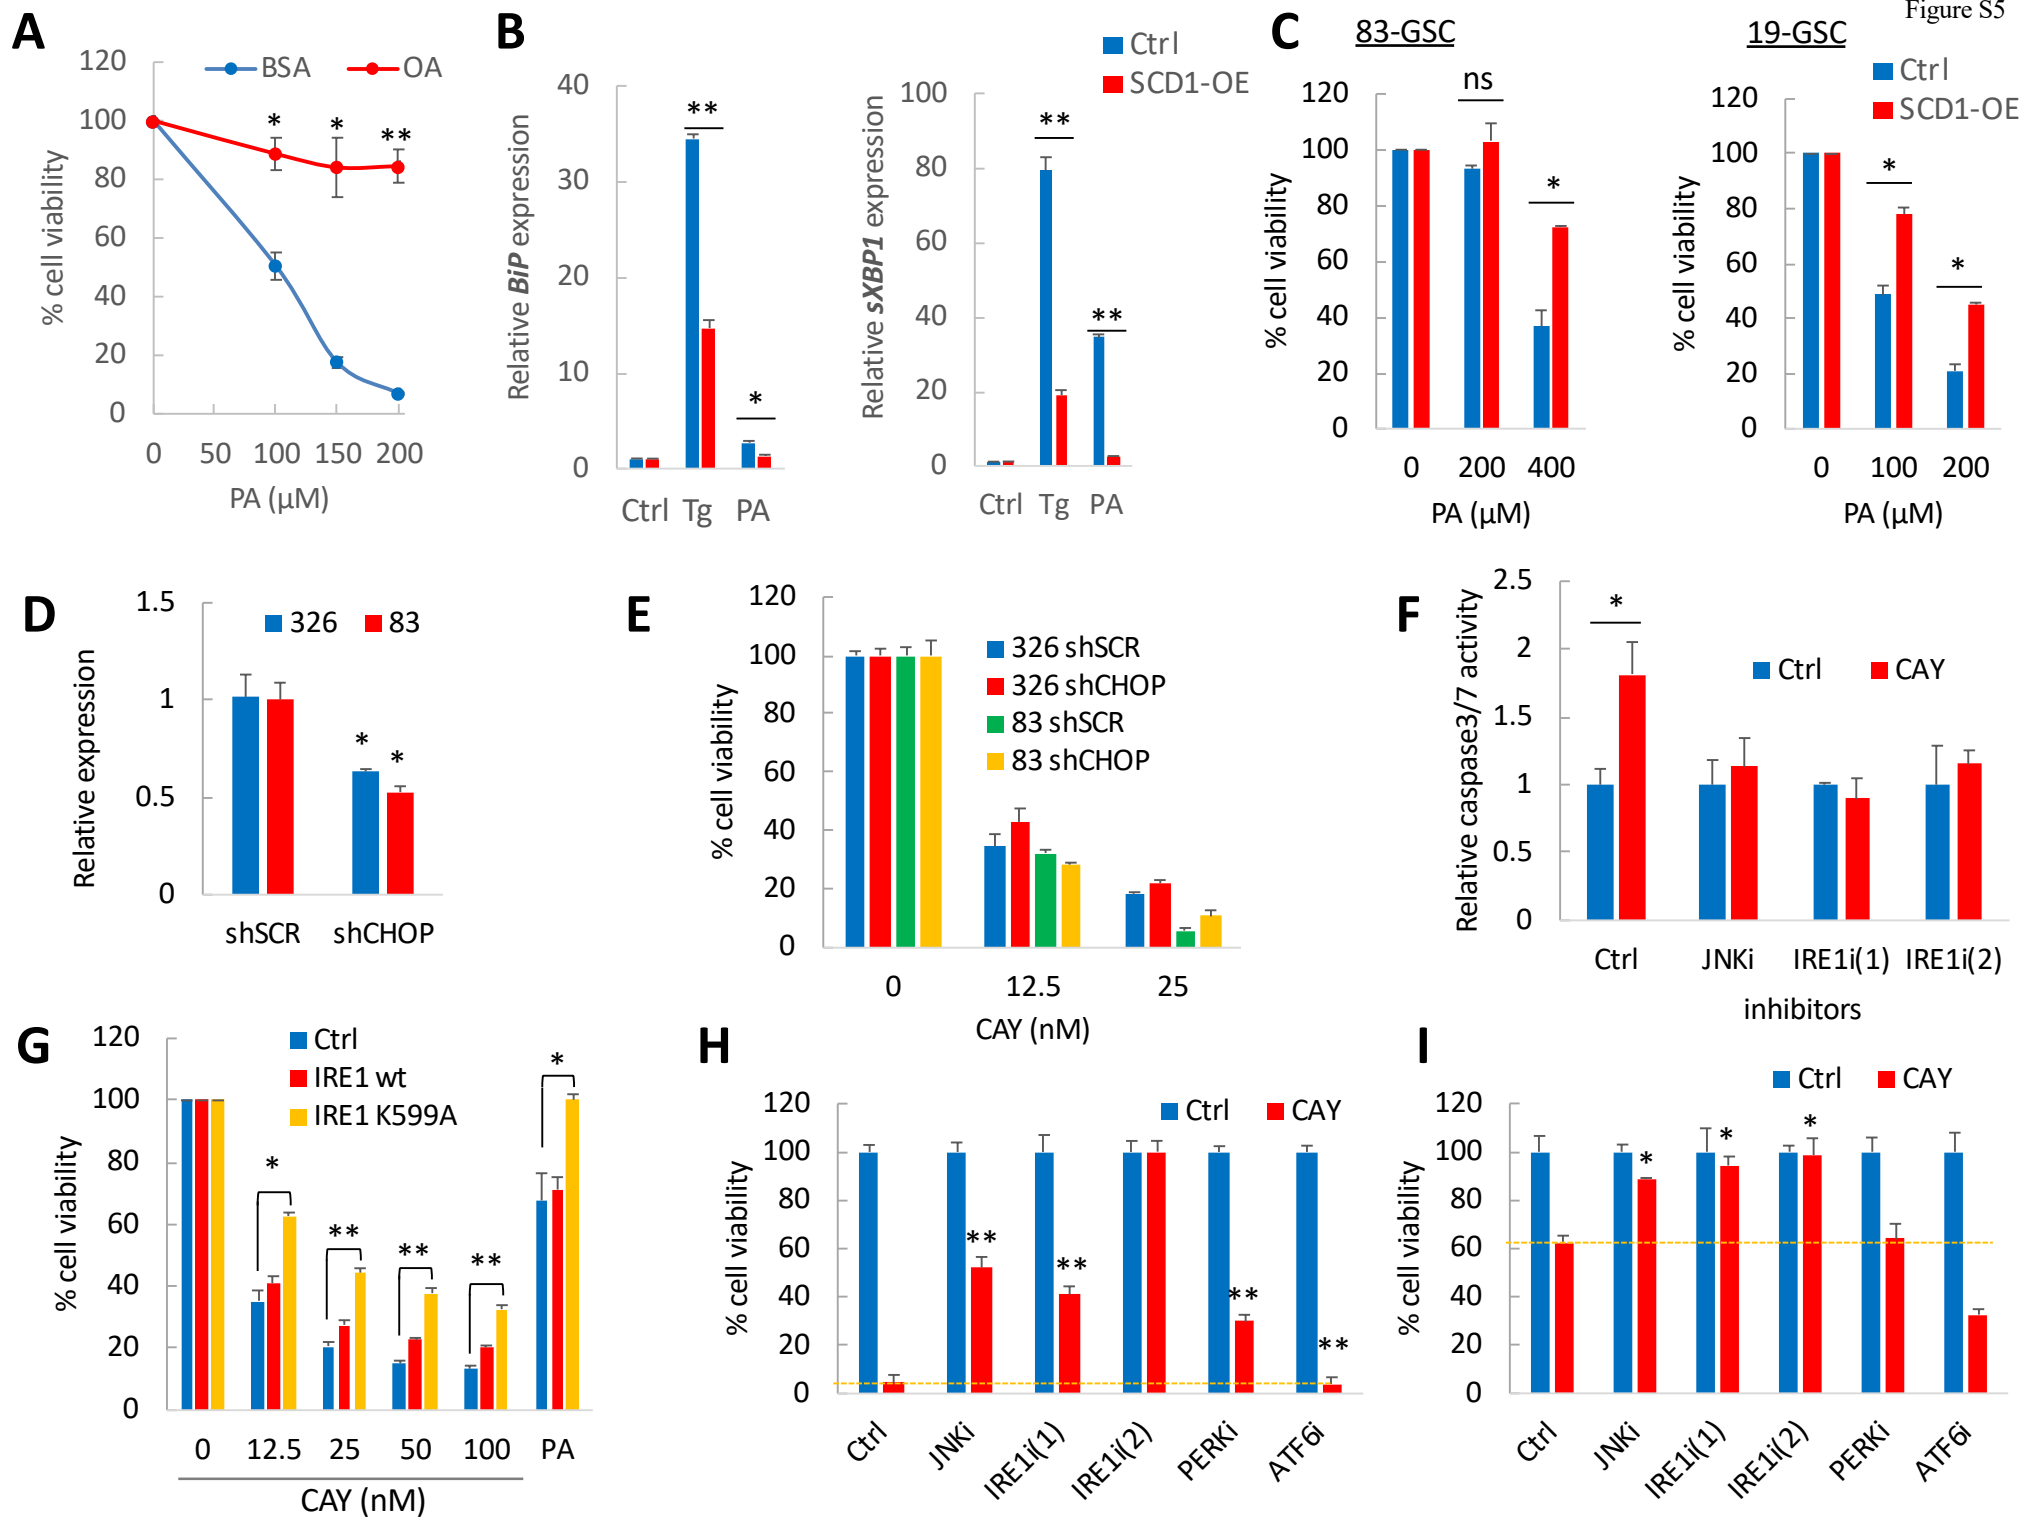 Figure S5
A
BSA OA
120
100
80
60
40
20
0
* * **
% cell viability
0 50 100 150 200
PA (µM)
B
Ctrl
SCD1-OE
40
30
20
10
0
**
*
Relative BiP expression
Ctrl Tg PA
100
80
60
40
20
0
**
**
Relative sXBP1 expression
Ctrl Tg PA
C
83-GSC
120
100
80
60
40
20
0
ns
*
% cell viability
0 200 400
PA (µM)
19-GSC
Ctrl
SCD1-OE
120
100
80
60
40
20
0
*
*
% cell viability
0 100 200
PA (µM)
D
326 83
1.5
1
0.5
0
* *
Relative expression
shSCR shCHOP
E
120
100
80
60
40
20
0
326 shSCR
326 shCHOP
83 shSCR
83 shCHOP
% cell viability
0 12.5 25
CAY (nM)
F
2.5
2
1.5
1
0.5
0
*
Ctrl CAY
Relative caspase3/7 activity
Ctrl JNKi IRE1i(1) IRE1i(2)
inhibitors
G
Ctrl
IRE1 wt
IRE1 K599A
120
100
80
60
40
20
0
* ** ** ** *
% cell viability
0 12.5 25 50 100 PA
CAY (nM)
H
Ctrl CAY
120
100
80
60
40
20
0
** ** ** **
% cell viability
Ctrl JNKi IRE1i(1) IRE1i(2) PERKi ATF6i
I
Ctrl CAY
120
100
80
60
40
20
0
* * *
% cell viability
Ctrl JNKi IRE1i(1) IRE1i(2) PERKi ATF6i